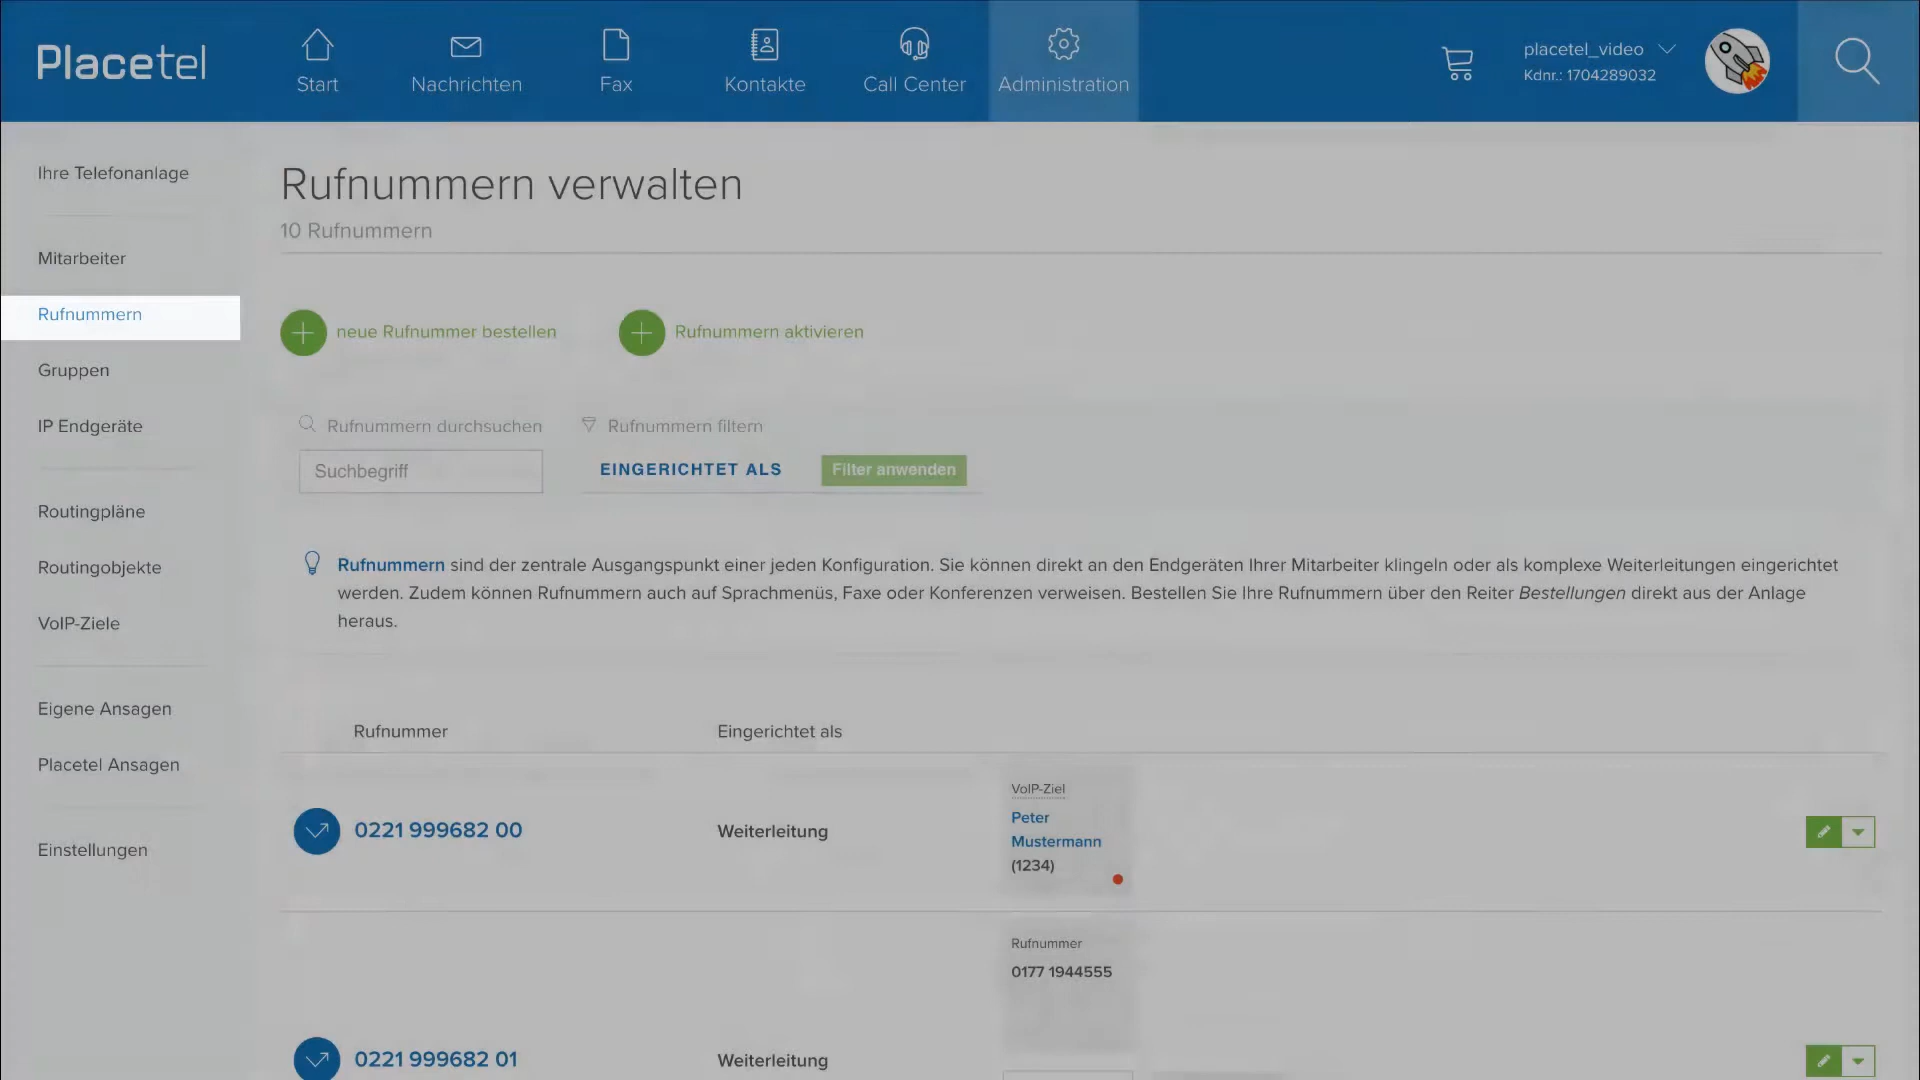 Placetel
Start
Nachrichten
Fax
Kontakte
Call Center
Administration
placetel_video
Kdnr.: 1704289032
Ihre Telefonanlage
Mitarbeiter
Rufnummern
Gruppen
IP Endgeräte
Routingpläne
Routingobjekte
VoIP-Ziele
Eigene Ansagen
Placetel Ansagen
Einstellungen
Rufnummern verwalten
10 Rufnummern
neue Rufnummer bestellen
Rufnummern aktivieren
Rufnummern durchsuchen
Rufnummern filtern
Suchbegriff
EINGERICHTET ALS
Filter anwenden
Rufnummern sind der zentrale Ausgangspunkt einer jeden Konfiguration. Sie können direkt an den Endgeräten Ihrer Mitarbeiter klingeln oder als komplexe Weiterleitungen eingerichtet
werden. Zudem können Rufnummern auch auf Sprachmenüs, Faxe oder Konferenzen verweisen. Bestellen Sie Ihre Rufnummern über den Reiter Bestellungen direkt aus der Anlage
heraus.
Rufnummer
Eingerichtet als
0221 999682 00
Weiterleitung
VoIP-Ziel
Peter
Mustermann
(1234)
Rufnummer
0177 1944555
0221 999682 01
Weiterleitung